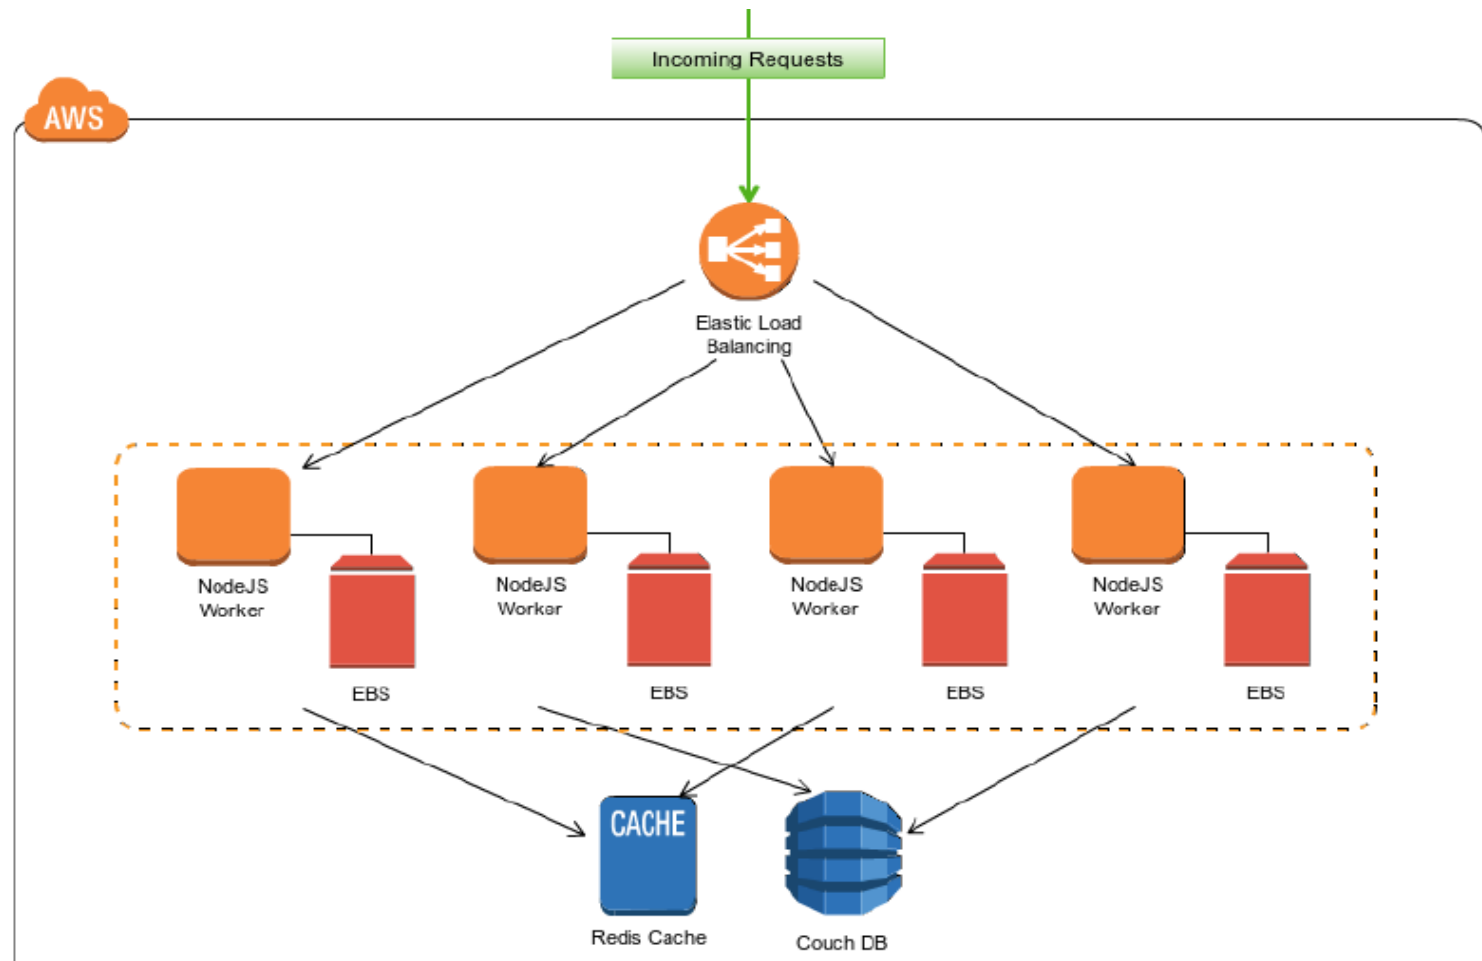 Incoming Requests
AWS
Elastic Load
Balancing
NodeJS
Worker
EBS
NodeJS
Worker
EBS
NodeJS
Worker
EBS
NodeJS
Worker
EBS
CACHE
Redis Cache
Couch DB